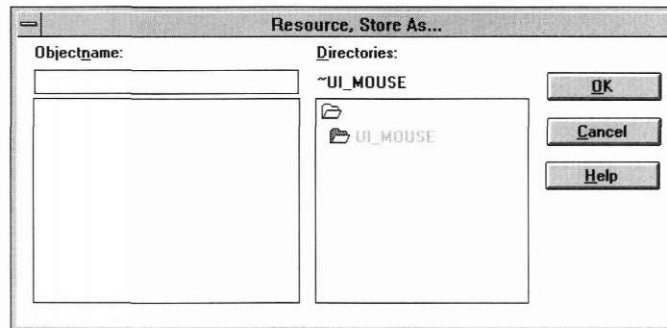 Resource, Store As...
Objectname:
Directories:
~UI_MOUSE
UI_MOUSE
OK
Cancel
Help